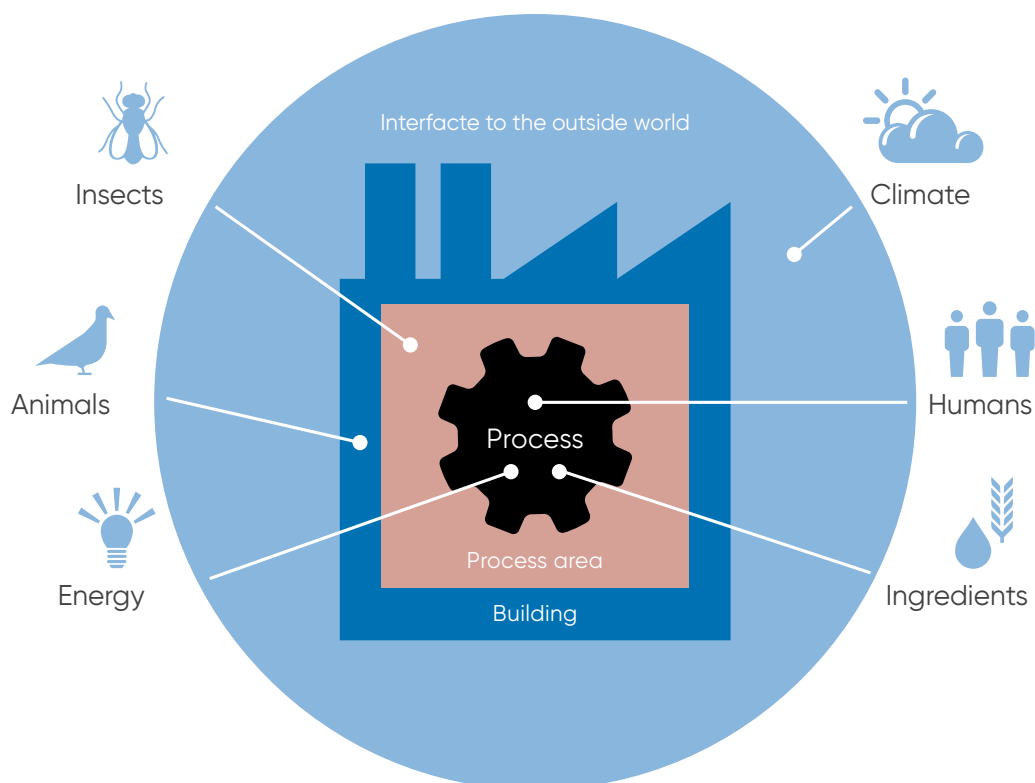 Interfacte to the outside world
Insects
Climate
Animals
Humans
Process
Energy
Process area
Ingredients
Building